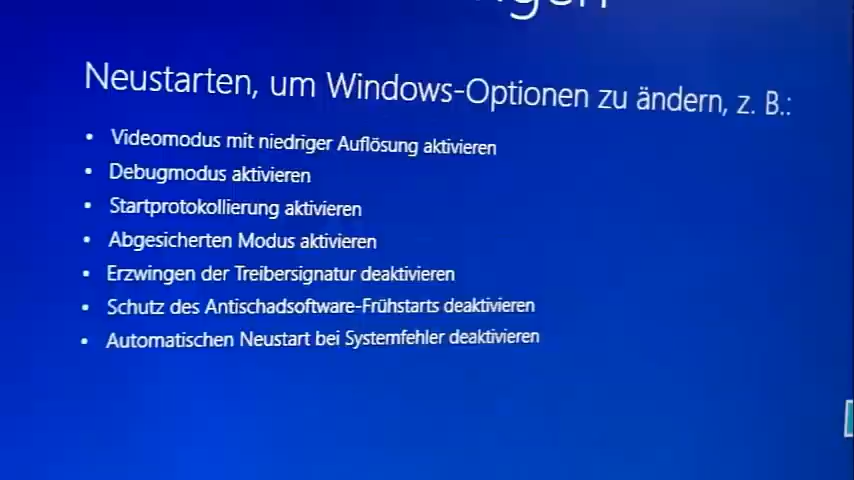 Neustarten, um Windows-Optionen zu ändern, z. B.:
• Videomodus mit niedriger Auflösung aktivieren
• Debugmodus aktivieren
• Startprotokollierung aktivieren
• Abgesicherten Modus aktivieren
• Erzwingen der Treibersignatur deaktivieren
• Schutz des Antischadsoftware-Frühstarts deaktivieren
• Automatischen Neustart bei Systemfehler deaktivieren